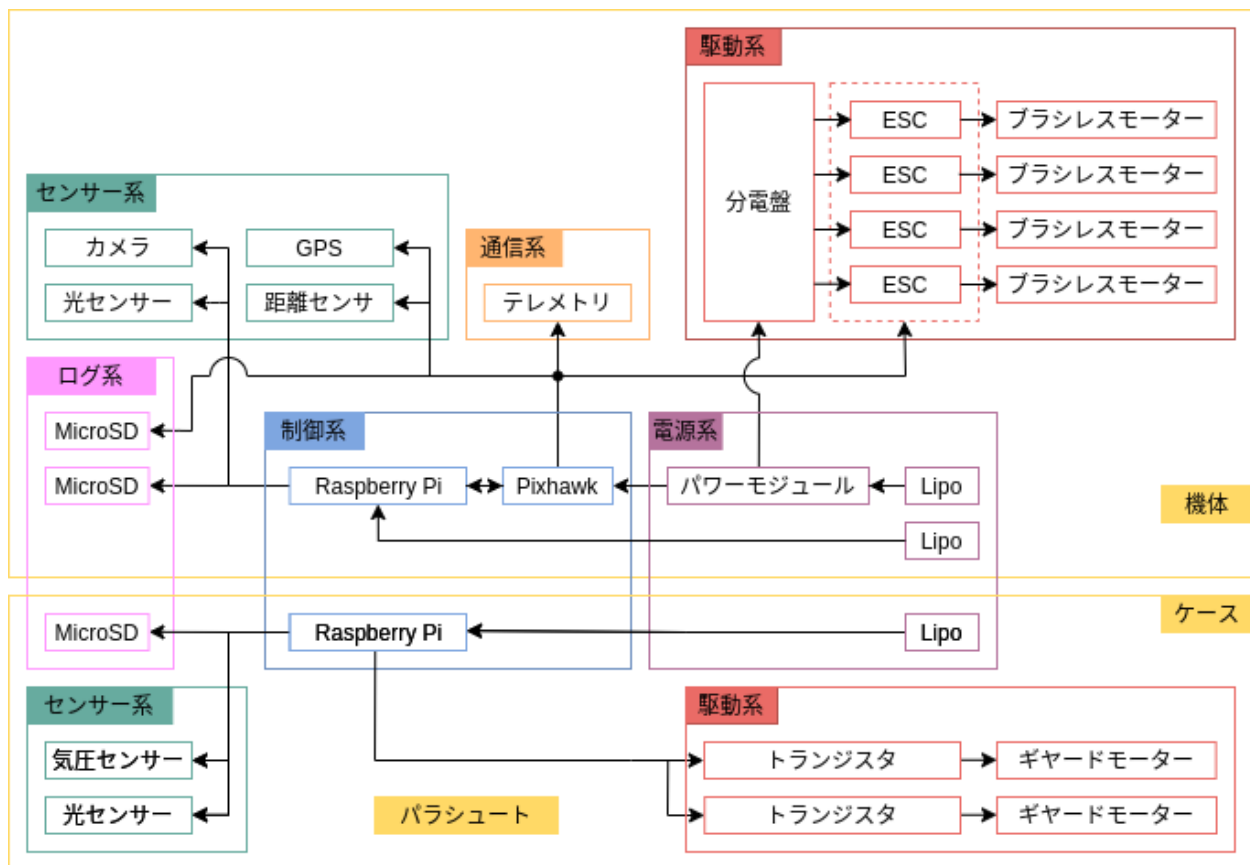 駆動系
分電盤
ESC
ブラシレスモーター
ESC
ブラシレスモーター
ESC
ブラシレスモーター
ESC
ブラシレスモーター
センサー系
カメラ
GPS
光センサー
距離センサ
通信系
テレメトリ
ログ系
MicroSD
MicroSD
MicroSD
制御系
Raspberry Pi
Pixhawk
Raspberry Pi
電源系
パワーモジュール
Lipo
Lipo
Lipo
機体
ケース
センサー系
気圧センサー
光センサー
パラシュート
駆動系
トランジスタ
ギヤードモーター
トランジスタ
ギヤードモーター